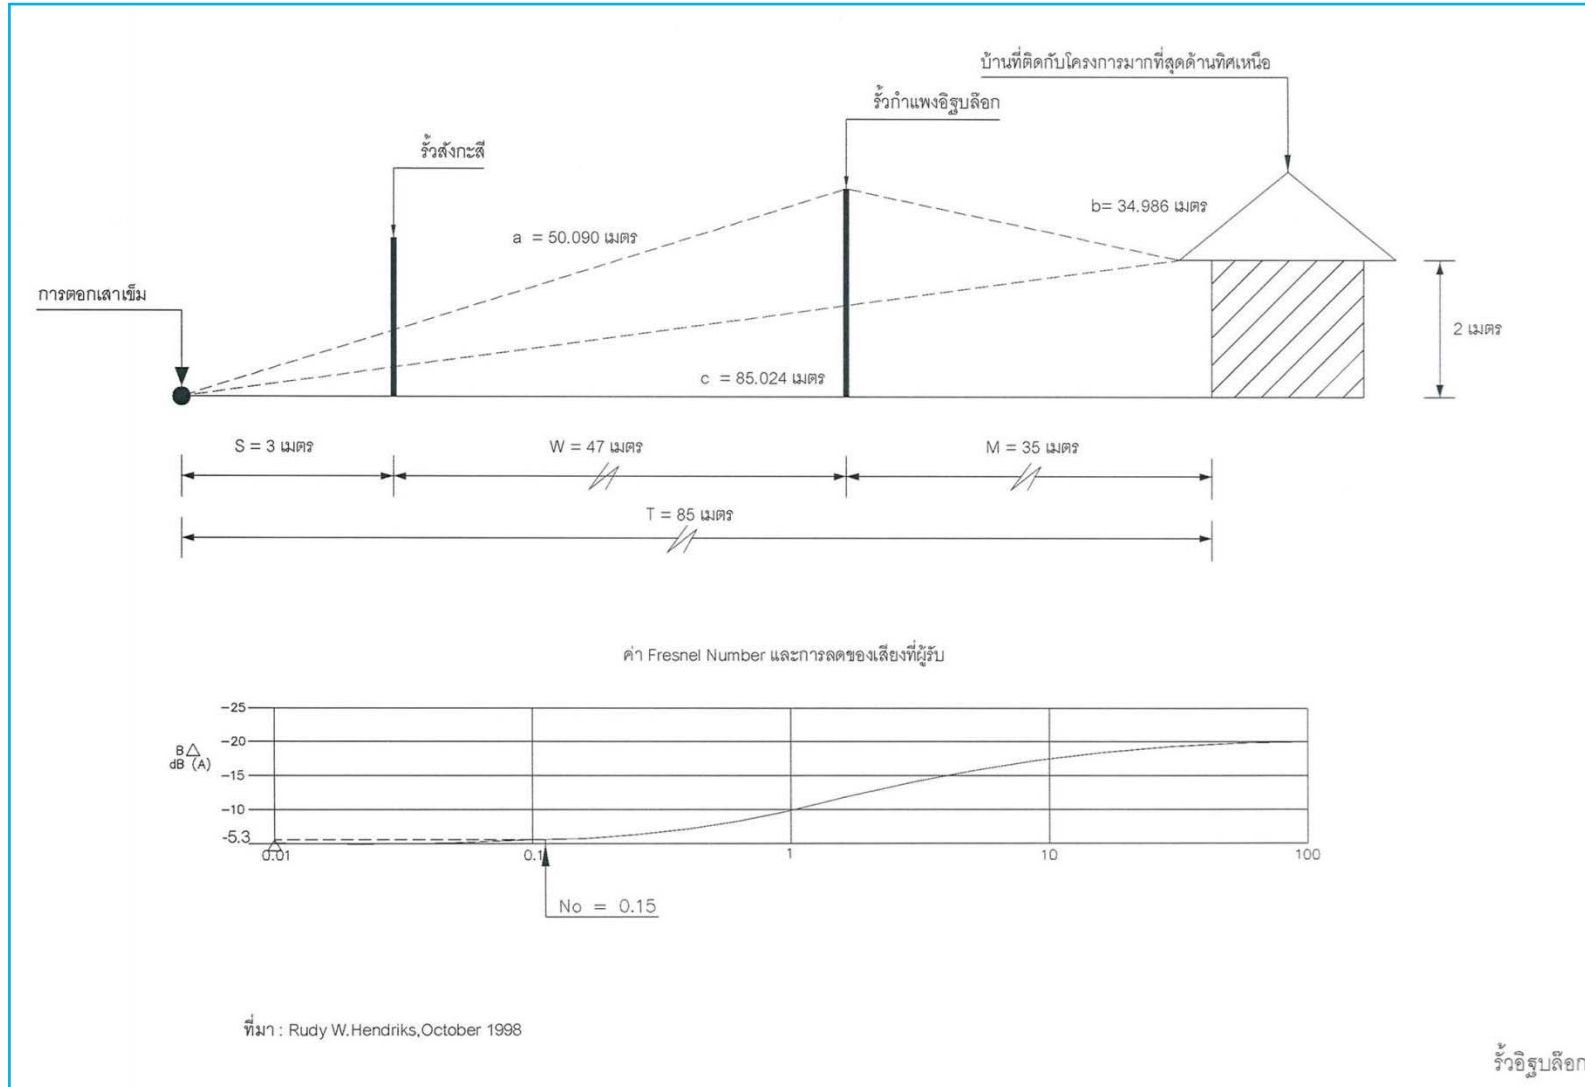 บ้านที่ติดกับโครงการมากที่สุดด้านทิศเหนือ
รั้วกำแพงอิฐบล๊อก
รั้วสังกะสี
b= 34.986 เมตร
a = 50.090 เมตร
การตอกเสาเข็ม
2 เมตร
c = 85.024 เมตร
S = 3 เมตร
W = 47 เมตร
M = 35 เมตร
T = 85 เมตร
ค่า Fresnel Number และการลดของเสียงที่ผู้รับ
-25
-20
B△
dB (A)
-15
-10
-5.3
0.01
0.1
1
10
100
No = 0.15
ที่มา : Rudy W.Hendriks,October 1998
รั้วอิฐบล๊อก